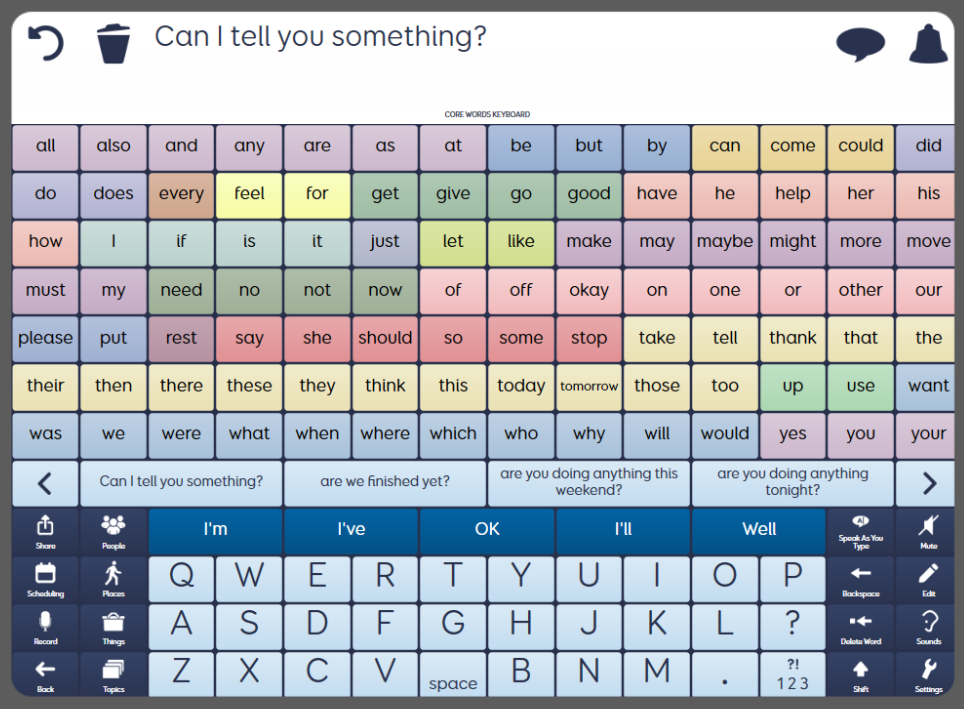 Can I tell you something?
CORE WORDS KEYBOARD
all also and any are as at be but by can come could did
do does every feel for get give go good have he help her his
how I if is it just let like make may maybe might more move
must my need no not now of off okay on one or other our
please put rest say she should so some stop take tell thank that the
their then there these they think this today tomorrow those too up use want
was we were what when where which who why will would yes you your
Can I tell you something? are we finished yet? are you doing anything this weekend? are you doing anything tonight?
I'm I've OK I'll Well
Share People Speak As You Type Mute
Q W E R T Y U I O P
Scheduling Places Backspace Edit
A S D F G H J K L ?
Record Things Delete Word Sounds
Z X C V space B N M . ?! 1 2 3
Back Topics Shift Settings